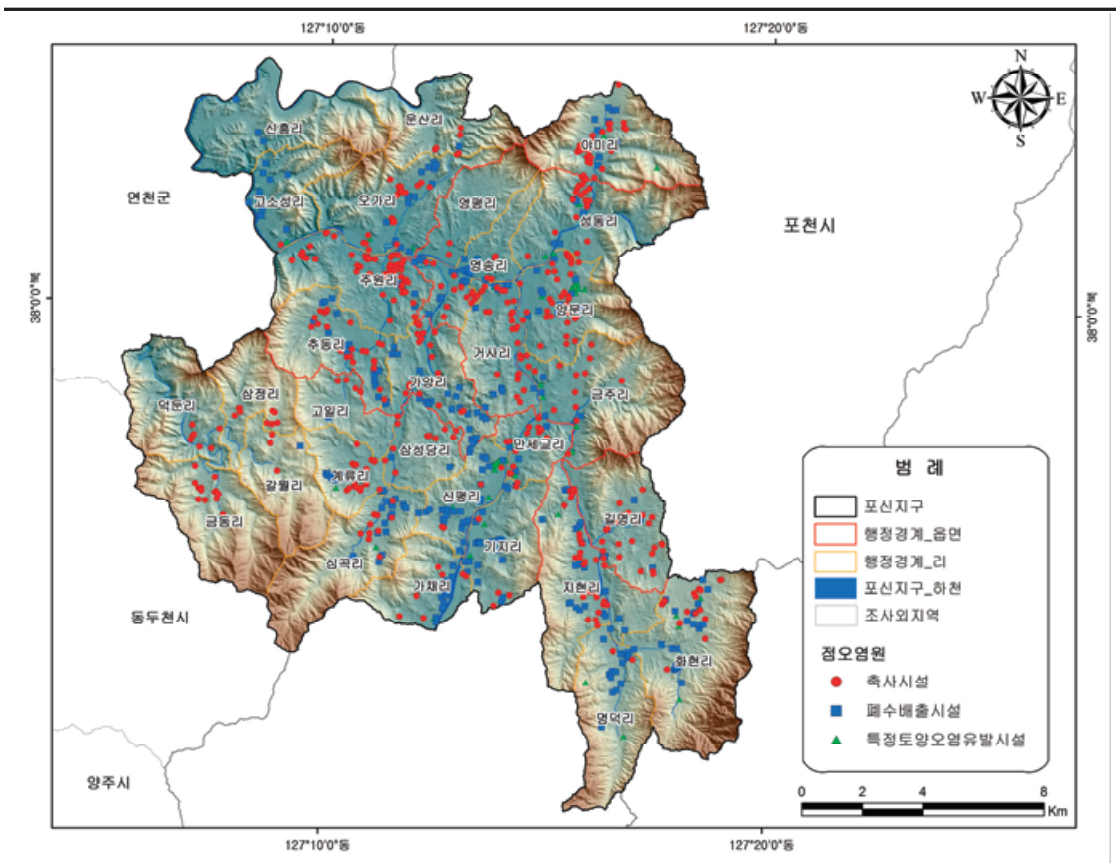 127°10'0"동
127°20'0"동
N
W
E
S
신흥리
운산리
야미리
연천군
고소성리
오가리
영평리
성동리
포천시
영송리
주원리
38°0'0"북
38°0'0"북
양문리
추동리
거사리
가양리
금주리
삼정리
덕둔리
고일리
삼성당리
만세교리
계류리
갈월리
신평리
금동리
길명리
기지리
심곡리
가채리
지현리
동두천시
화현리
명덕리
양주시
범 례
포신지구
행정경계_읍면
행정경계_리
포신지구_하천
조사외지역
점오염원
축사시설
폐수배출시설
특정토양오염유발시설
0 2 4 8
Km
127°10'0"동
127°20'0"동